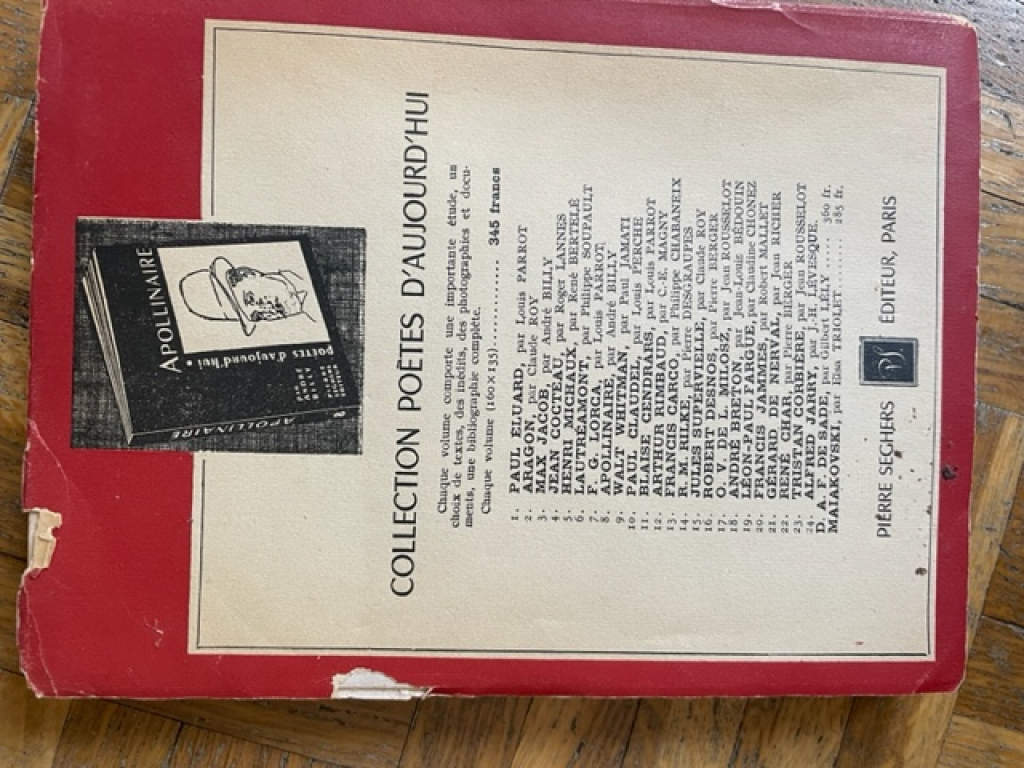 APOLLINAIRE
poètes d'aujourd'hui •
PAR
ANDRÉ
BILLY
PIERRE
SEGHERS
ÉDITEUR
APOLLINAIRE
8
COLLECTION POÈTES D'AUJOURD'HUI
Chaque volume comporte une importante étude, un
choix de textes, des inédits, des photographies et docu-
ments, une bibliographie complète.
Chaque volume (160×135)............... 345 francs
1. PAUL ELUARD, par Louis PARROT
2. ARAGON, par Claude ROY
3. MAX JACOB, par André BILLY
4. JEAN COCTEAU, par Roger LANNES
5. HENRI MICHAUX, par René BERTELÉ
6. LAUTRÉAMONT, par Philippe SOUPAULT
7. F. G. LORCA, par Louis PARROT,
8. APOLLINAIRE, par André BILLY
9. WALT WHITMAN, par Paul JAMATI
10. PAUL CLAUDEL, par Louis PERCHE
11. BLAISE CENDRARS, par Louis PARROT
12. ARTHUR RIMBAUD, par C.-E. MAGNY
13. FRANCIS CARCO, par Philippe CHABANEIX
14. R. M. RILKE, par Pierre DESGRAUPES
15. JULES SUPERVIELLE, par Claude ROY
16. ROBERT DESNOS, par Pierre BERGER
17. O. V. DE L. MILOSZ, par Jean ROUSSELOT
18. ANDRÉ BRETON, par Jean-Louis BÉDOUIN
19. LÉON-PAUL FARGUE, par Claudine CHONEZ
20. FRANCIS JAMMES, par Robert MALLET
21. GÉRARD DE NERVAL, par Jean RICHER
22. RENÉ CHAR, par Pierre BERGER
23. TRISTAN CORBIÈRE, par Jean ROUSSELOT
24. ALFRED JARRY, par J.-H. LÉVESQUE.
D. A. F. DE SADE, par Gilbert LÉLY ..... 360 fr.
MAIAKOVSKI, par Elsa TRIOLET ......... 285 fr.
PIERRE SEGHERS PS ÉDITEUR, PARIS